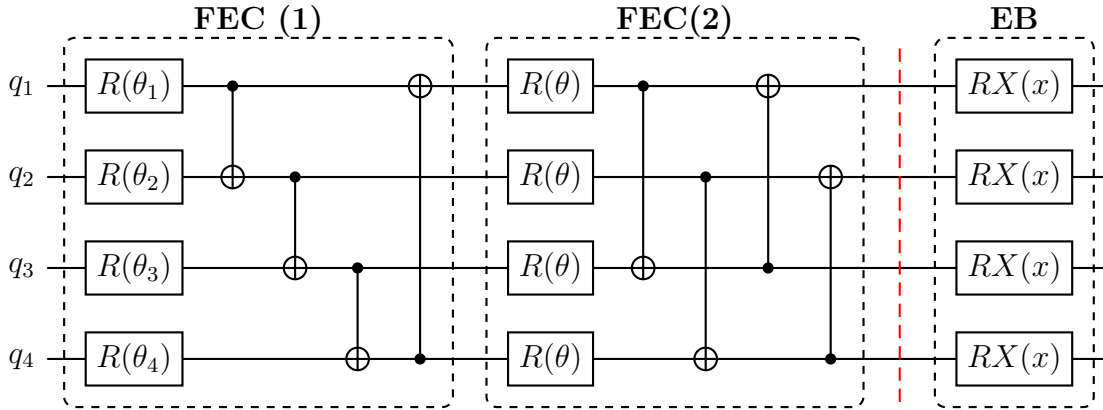 FEC (1) FEC(2) EB
q₁ R(θ₁) R(θ) RX(x)
q₂ R(θ₂) R(θ) RX(x)
q₃ R(θ₃) R(θ) RX(x)
q₄ R(θ₄) R(θ) RX(x)